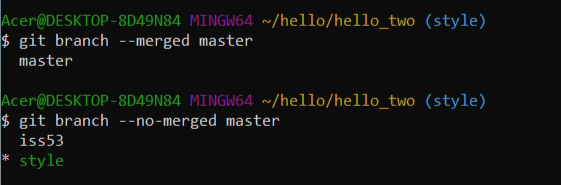 Acer@DESKTOP-8D49N84 MINGW64 ~/hello/hello_two (style)
$ git branch --merged master
  master
Acer@DESKTOP-8D49N84 MINGW64 ~/hello/hello_two (style)
$ git branch --no-merged master
  iss53
* style